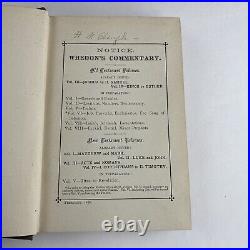 NOTICE.
WHEDON'S COMMENTARY.
Old Testament Volumes.
ALREADY ISSUED:
Vol. III—JOSHUA to II. SAMUEL.
Vol. IV—KINGS to ESTHER.
IN PREPARATION:
Vol. I—Genesis and Exodus.
Vol. II—Leviticus, Numbers, Deuteronomy.
Vol. V—Psalms.
Vol. VI—Job, Proverbs, Ecclesiastes, The Song of Solomon.
Vol. VII—Isaiah, Jeremiah, Lamentations.
Vol. VIII—Ezekiel, Daniel, Minor Prophets.
New Testament Volumes.
ALREADY ISSUED:
Vol. I—MATTHEW and MARK.
Vol. II—LUKE and JOHN.
Vol. III—ACTS and ROMANS.
Vol. IV—I. CORINTHIANS to II. TIMOTHY.
IN PREPARATION:
Vol. V—Titus to Revelation.